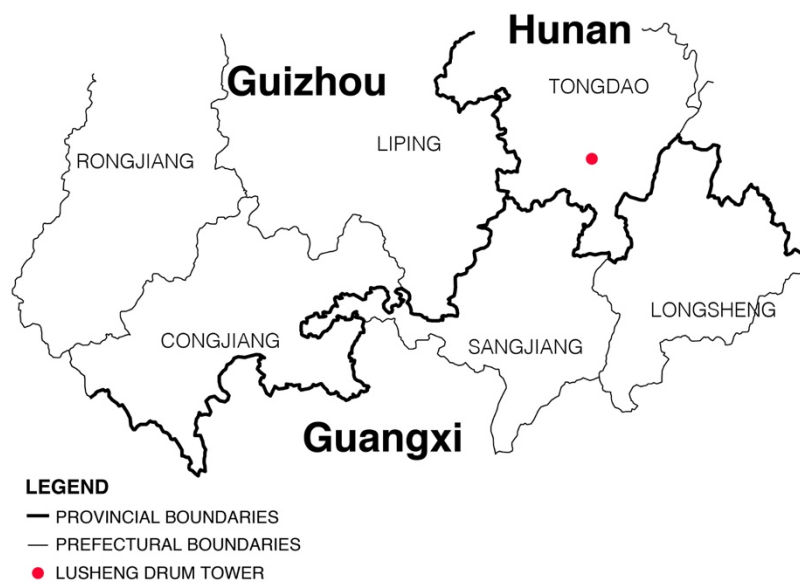 Hunan
Guizhou
TONGDAO
LIPING
RONGJIANG
LONGSHENG
CONGJIANG
SANGJIANG
Guangxi
LEGEND
PROVINCIAL BOUNDARIES
PREFECTURAL BOUNDARIES
LUSHENG DRUM TOWER